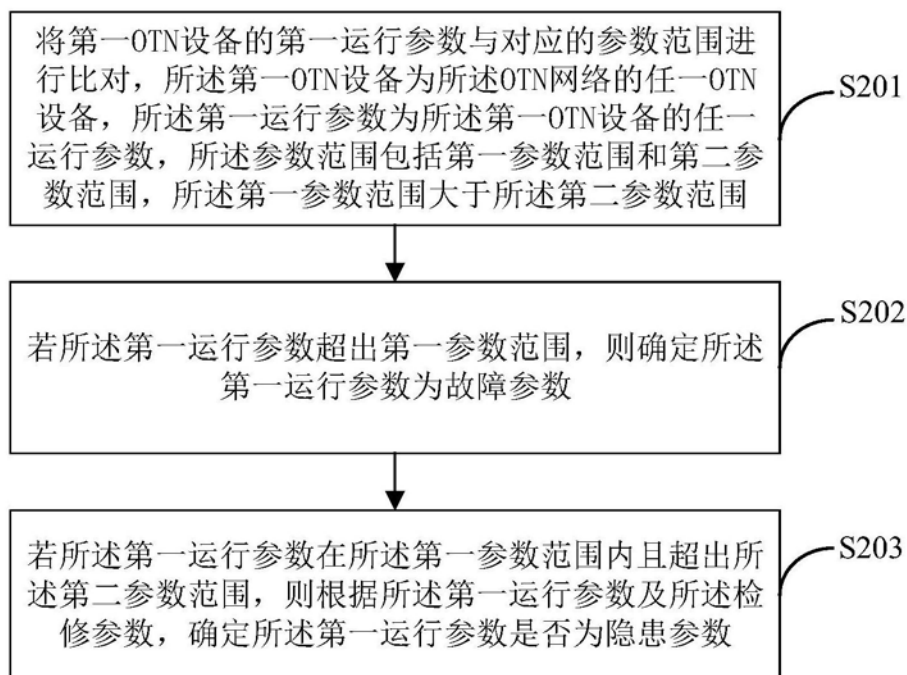 将第一OTN设备的第一运行参数与对应的参数范围进
行比对，所述第一OTN设备为所述OTN网络的任一OTN
设备，所述第一运行参数为所述第一OTN设备的任一
运行参数，所述参数范围包括第一参数范围和第二参
数范围，所述第一参数范围大于所述第二参数范围
S201
若所述第一运行参数超出第一参数范围，则确定所述
第一运行参数为故障参数
S202
若所述第一运行参数在所述第一参数范围内且超出所
述第二参数范围，则根据所述第一运行参数及所述检
修参数，确定所述第一运行参数是否为隐患参数
S203